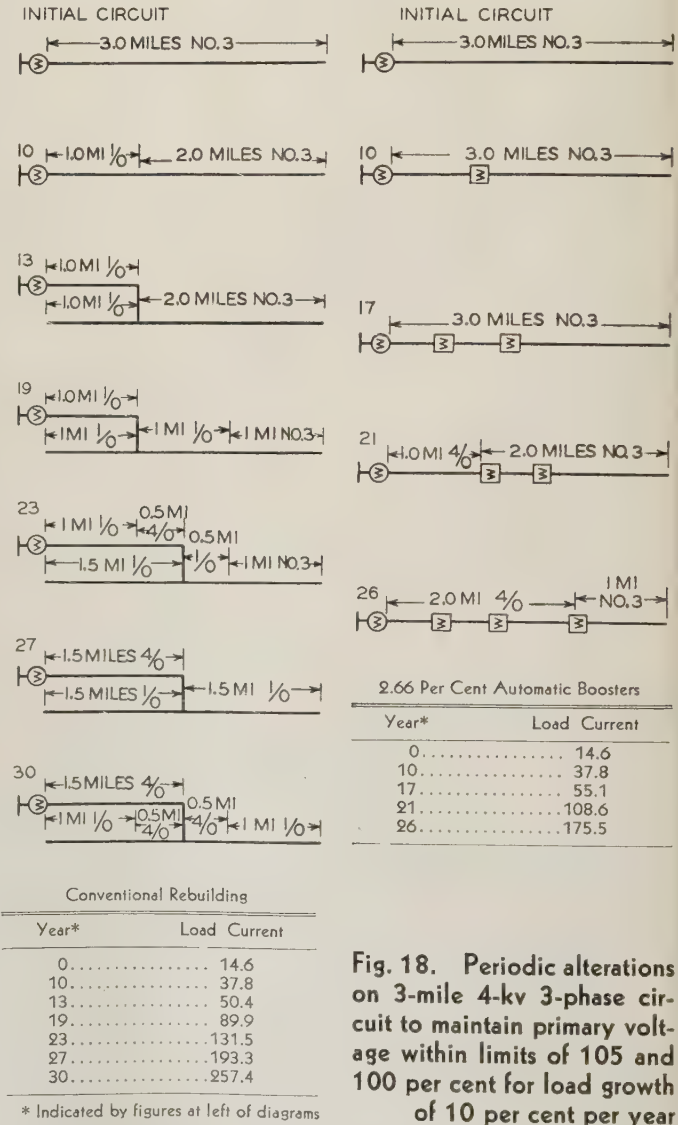 INITIAL CIRCUIT
3.0 MILES NO.3
10 1.0 MI 1/0 2.0 MILES NO.3
13 1.0 MI 1/0
1.0 MI 1/0 2.0 MILES NO.3
19 1.0 MI 1/0
1 MI 1/0 1 MI 1/0 1 MI NO.3
23 1 MI 1/0 0.5 MI 4/0 0.5 MI
1.5 MI 1/0 1/0 1 MI NO.3
27 1.5 MILES 4/0
1.5 MILES 1/0 1.5 MI 1/0
30 1.5 MILES 4/0 0.5 MI
1 MI 1/0 0.5 MI 4/0 4/0 1 MI 1/0
Conventional Rebuilding
Year* Load Current
0................ 14.6
10................ 37.8
13................ 50.4
19................ 89.9
23................131.5
27................193.3
30................257.4
* Indicated by figures at left of diagrams
INITIAL CIRCUIT
3.0 MILES NO.3
10 3.0 MILES NO.3
17 3.0 MILES NO.3
21 1.0 MI 4/0 2.0 MILES NO.3
26 2.0 MI 4/0 1 MI
NO.3
2.66 Per Cent Automatic Boosters
Year* Load Current
0................ 14.6
10................ 37.8
17................ 55.1
21................108.6
26................175.5
Fig. 18. Periodic alterations
on 3-mile 4-kv 3-phase cir-
cuit to maintain primary volt-
age within limits of 105 and
100 per cent for load growth
of 10 per cent per year